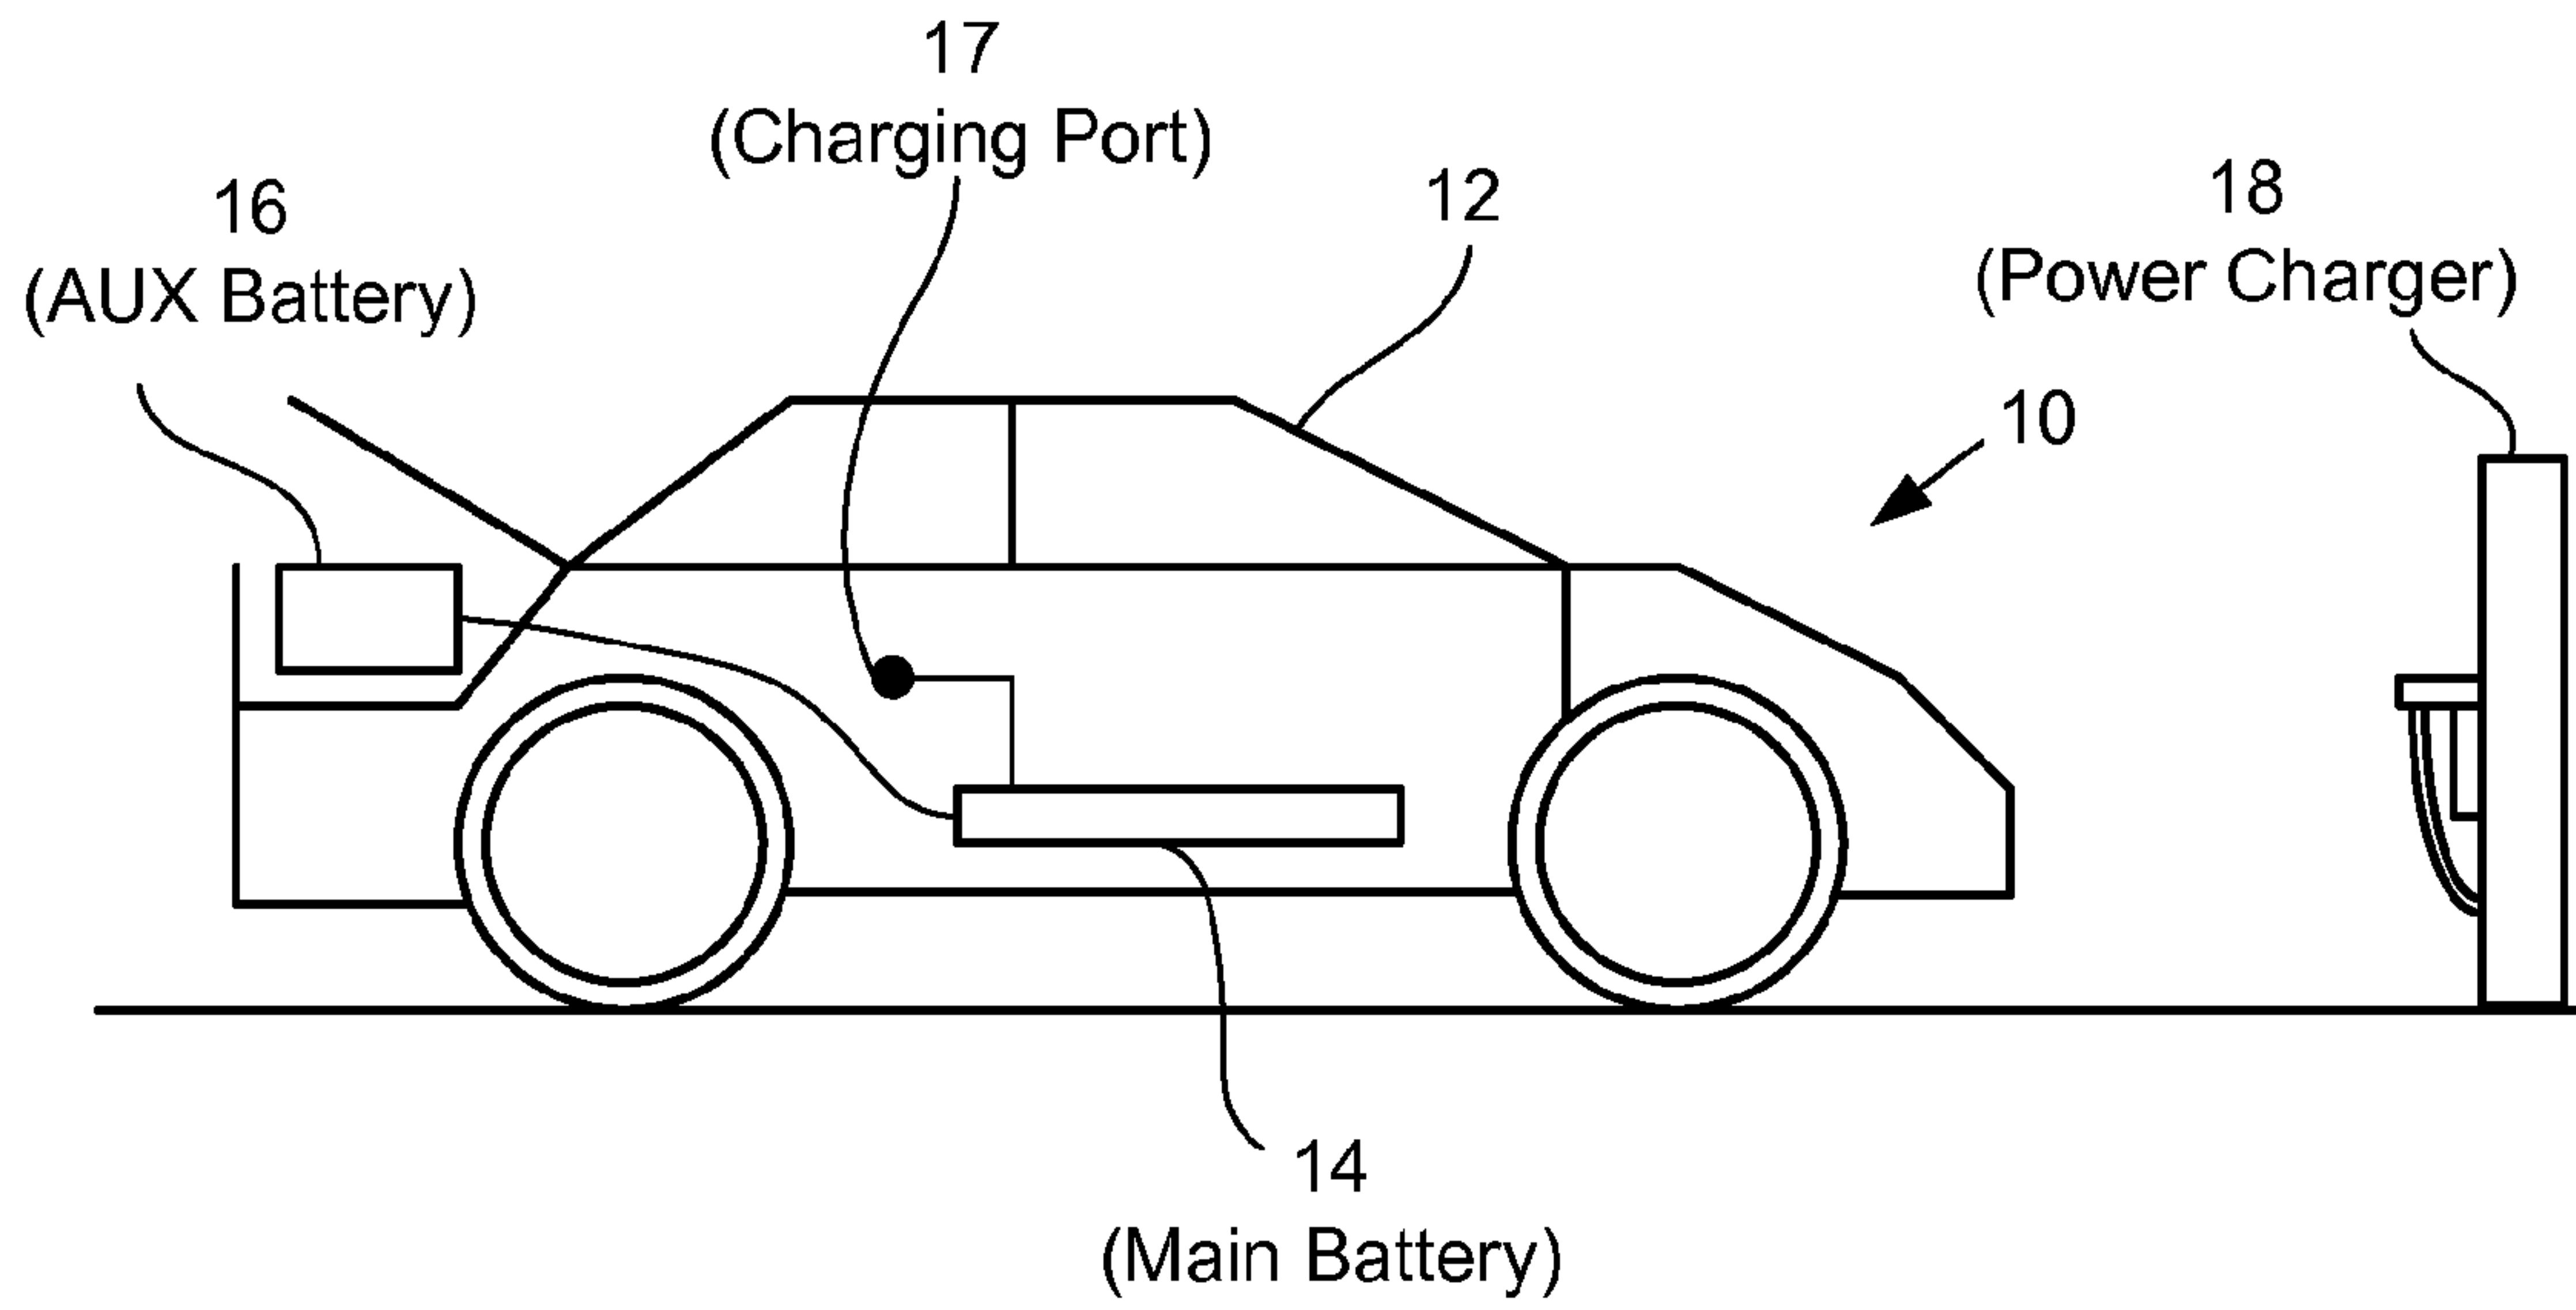 17
(Charging Port)
16
(AUX Battery)
12
18
(Power Charger)
10
14
(Main Battery)